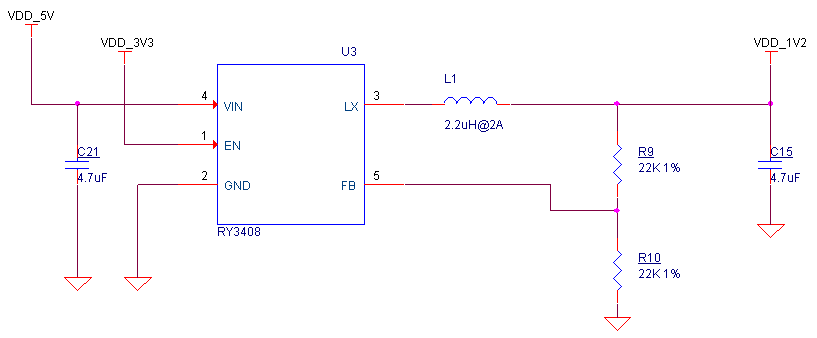 VDD_5V
VDD_3V3
U3
VDD_1V2
4
VIN
LX
3
L1
2.2uH@2A
1
EN
C21
4.7uF
2
GND
FB
5
R9
22K 1%
C15
4.7uF
RY3408
R10
22K 1%